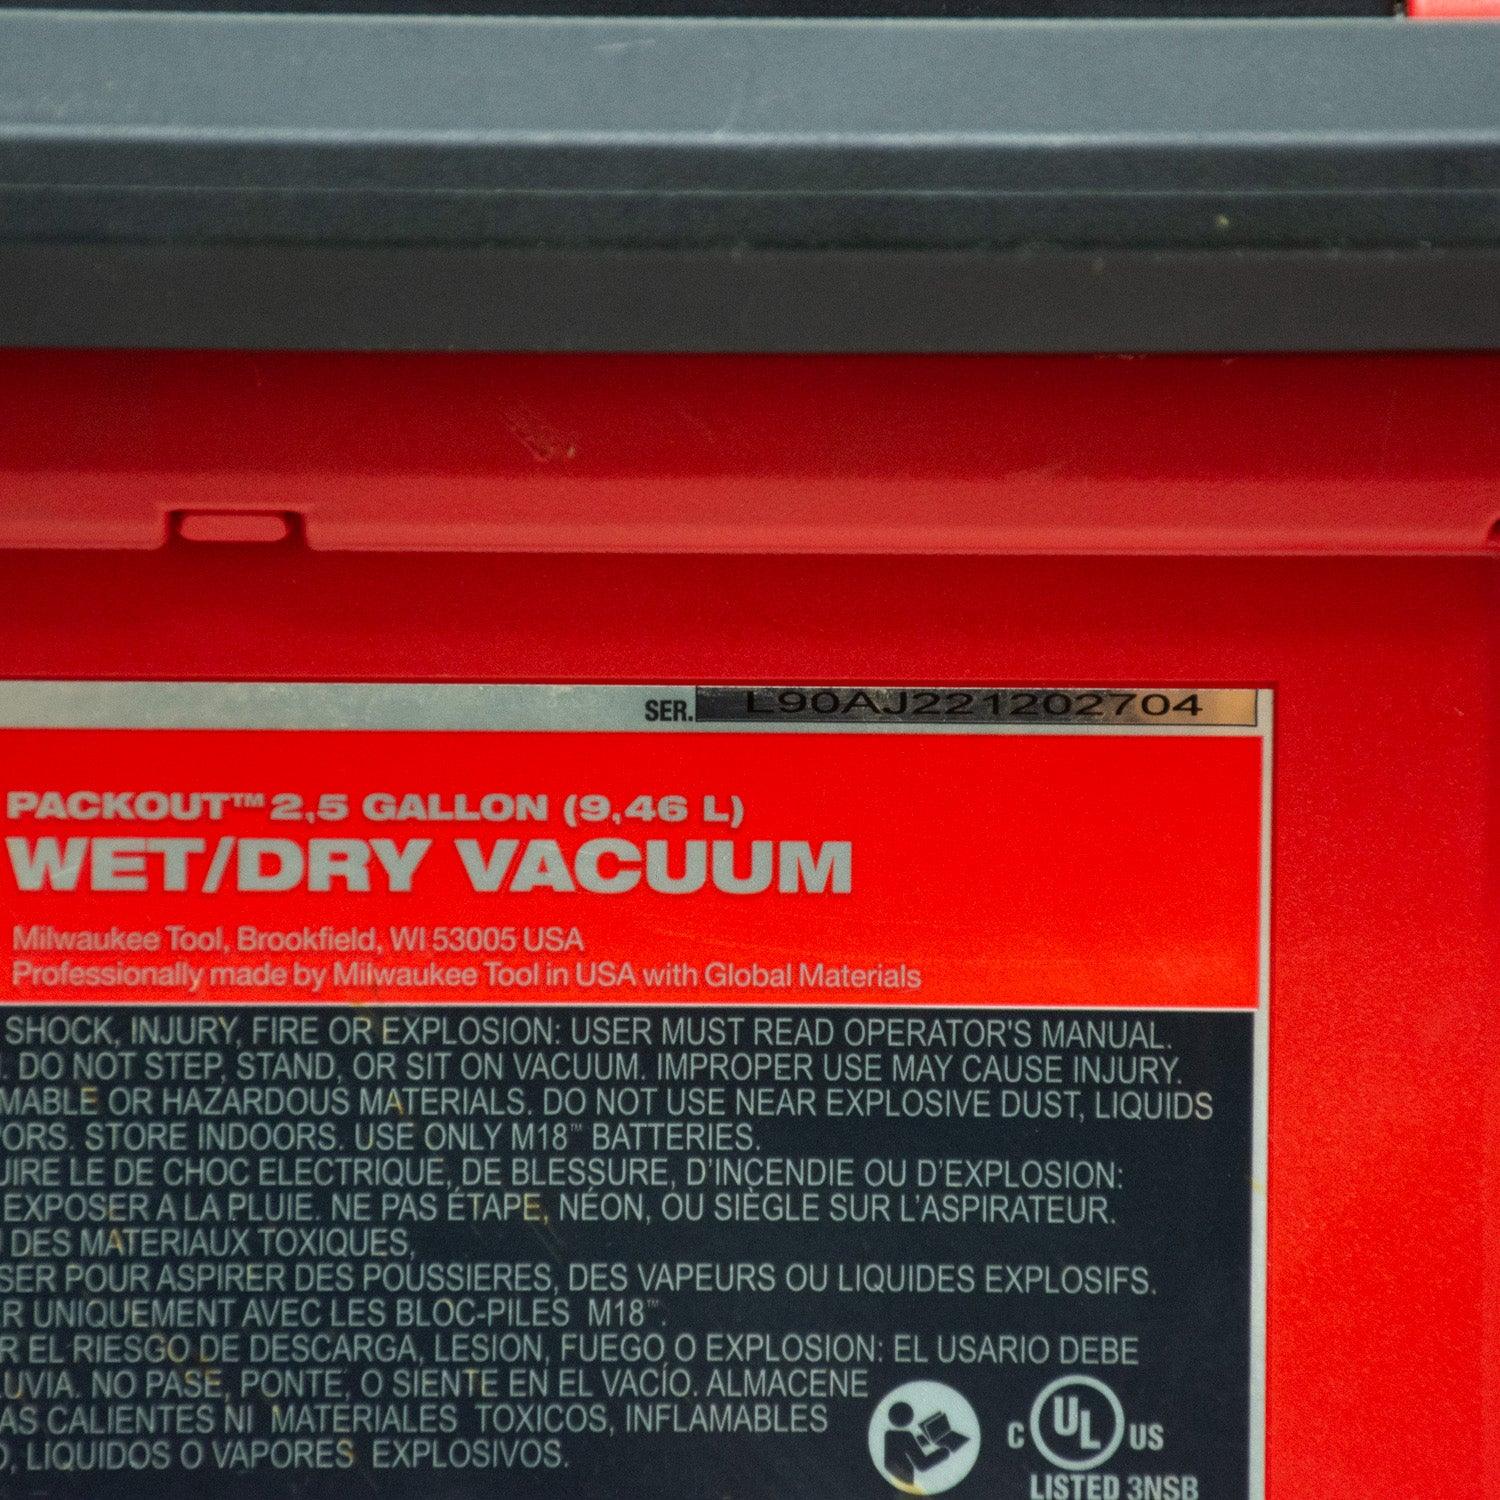 SER. L90AJ221202704
PACKOUT™ 2,5 GALLON (9,46 L)
WET/DRY VACUUM
Milwaukee Tool, Brookfield, WI 53005 USA
Professionally made by Milwaukee Tool in USA with Global Materials
SHOCK, INJURY, FIRE OR EXPLOSION: USER MUST READ OPERATOR'S MANUAL.
. DO NOT STEP, STAND, OR SIT ON VACUUM. IMPROPER USE MAY CAUSE INJURY.
MABLE OR HAZARDOUS MATERIALS. DO NOT USE NEAR EXPLOSIVE DUST, LIQUIDS
ORS. STORE INDOORS. USE ONLY M18™ BATTERIES.
UIRE LE DE CHOC ELECTRIQUE, DE BLESSURE, D'INCENDIE OU D'EXPLOSION:
EXPOSER A LA PLUIE. NE PAS ÉTAPE, NÉON, OU SIÈGLE SUR L'ASPIRATEUR.
DES MATERIAUX TOXIQUES,
SER POUR ASPIRER DES POUSSIERES, DES VAPEURS OU LIQUIDES EXPLOSIFS.
R UNIQUEMENT AVEC LES BLOC-PILES M18™.
R EL RIESGO DE DESCARGA, LESION, FUEGO O EXPLOSION: EL USARIO DEBE
LUVIA. NO PASE, PONTE, O SIENTE EN EL VACÍO. ALMACENE
AS CALIENTES NI MATERIALES TOXICOS, INFLAMABLES
O, LIQUIDOS O VAPORES EXPLOSIVOS.
C UL US
LISTED 3NSB